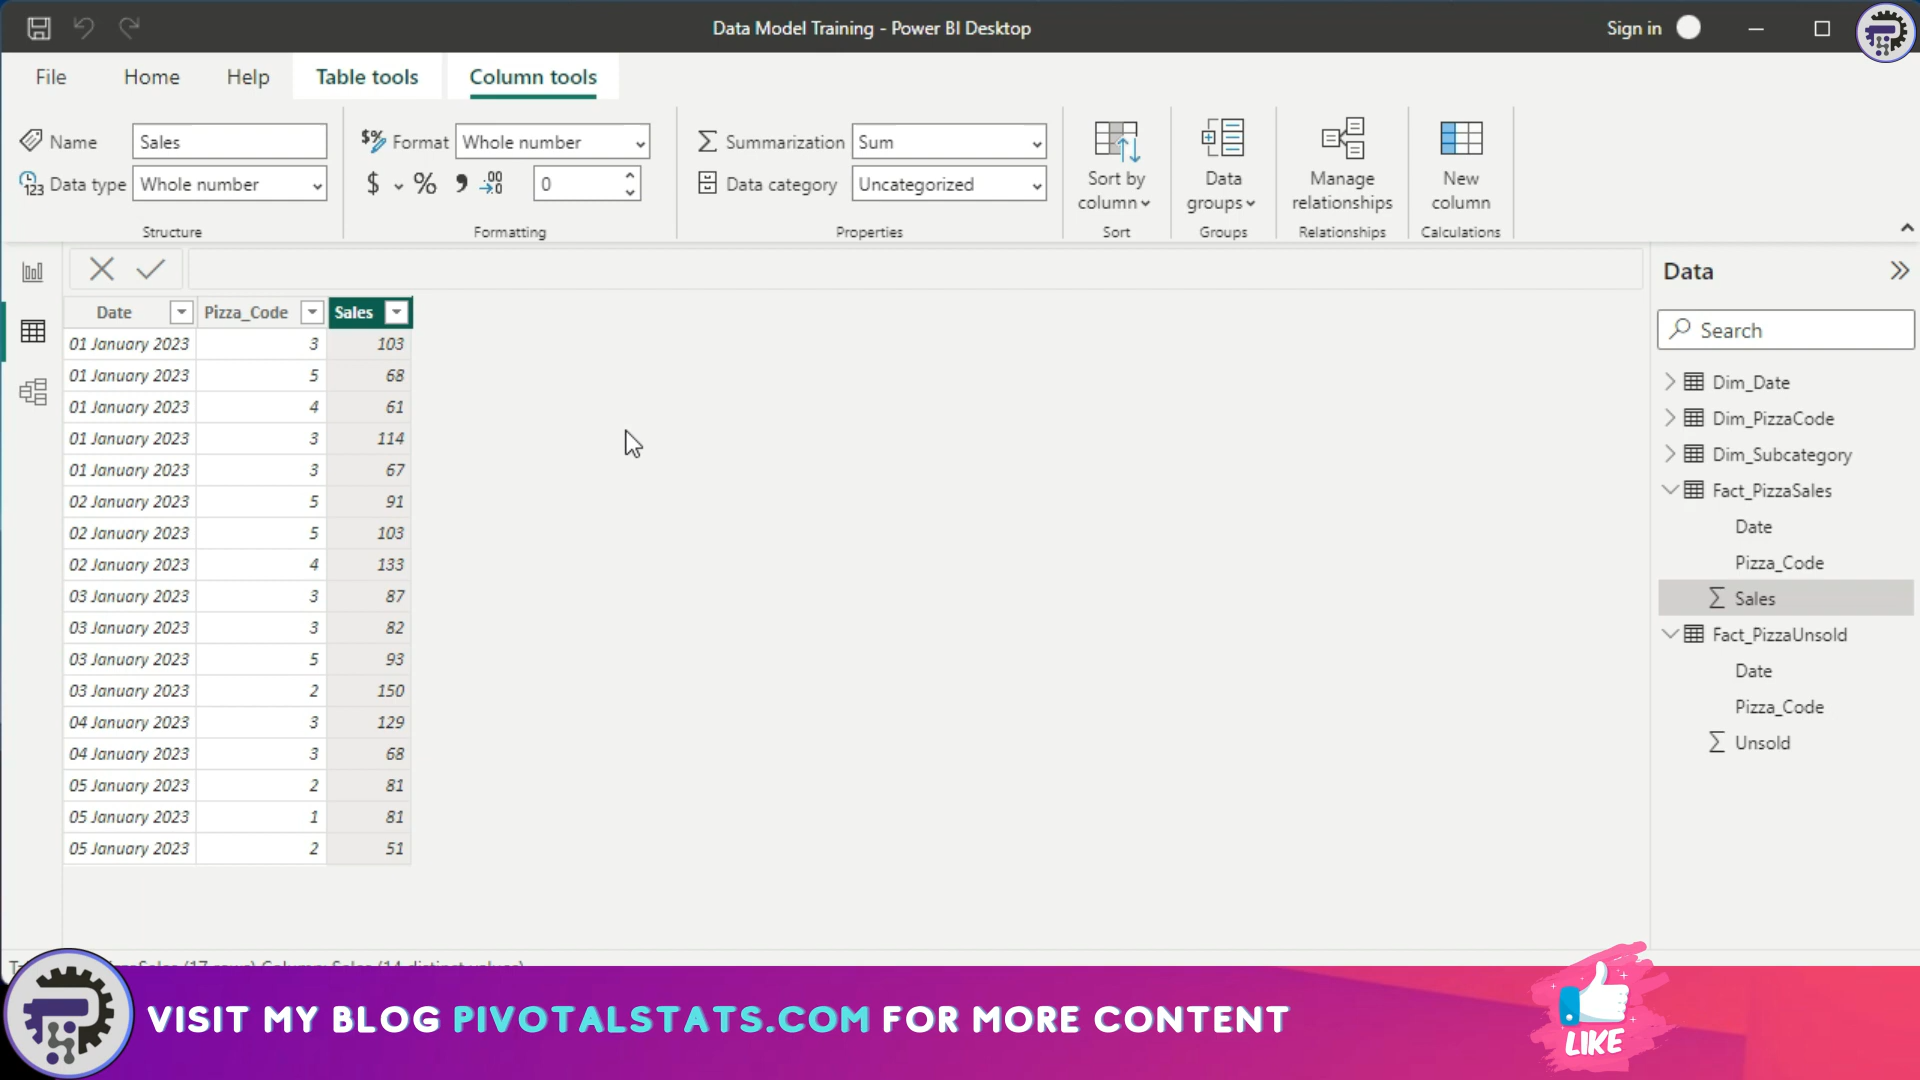 Data Model Training - Power BI Desktop
Sign in
File Home Help Table tools Column tools
Name Sales
Data type Whole number
Structure
Format Whole number
$ % 0
Formatting
Summarization Sum
Data category Uncategorized
Properties
Sort by column
Sort
Data groups
Groups
Manage relationships
Relationships
New column
Calculations
Date Pizza_Code Sales
01 January 2023 3 103
01 January 2023 5 68
01 January 2023 4 61
01 January 2023 3 114
01 January 2023 3 67
02 January 2023 5 91
02 January 2023 5 103
02 January 2023 4 133
03 January 2023 3 87
03 January 2023 3 82
03 January 2023 5 93
03 January 2023 2 150
04 January 2023 3 129
04 January 2023 3 68
05 January 2023 2 81
05 January 2023 1 81
05 January 2023 2 51
Data
Search
Dim_Date
Dim_PizzaCode
Dim_Subcategory
Fact_PizzaSales
Date
Pizza_Code
Sales
Fact_PizzaUnsold
Date
Pizza_Code
Unsold
VISIT MY BLOG PIVOTALSTATS.COM FOR MORE CONTENT
LIKE